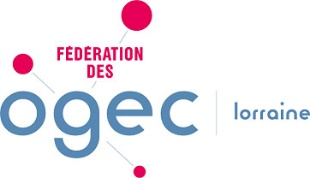 FÉDÉRATION
DES
ogec lorraine